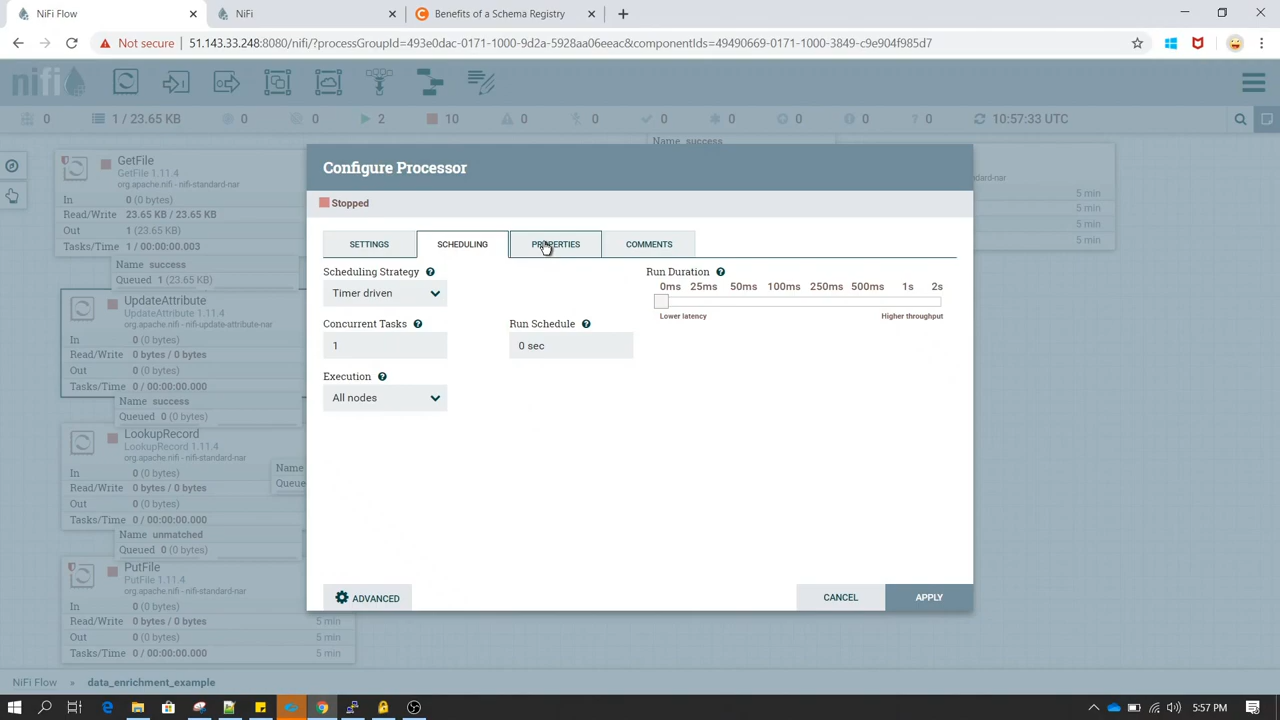 NiFi Flow
NiFi
Benefits of a Schema Registry
Not secure
51.143.33.248:8080/nifi/?processGroupId=493e0dac-0171-1000-9d2a-5928aa06eeac&componentIds=49490669-0171-1000-3849-c9e904f985d7
nifi
0
1 / 23.65 KB
0
0
2
10
0
0
0
0
0
0
0
10:57:33 UTC
Name success
GetFile
GetFile 1.11.4
org.apache.nifi - nifi-standard-nar
In 0 (0 bytes)
Read/Write 23.65 KB / 23.65 KB
Out 1 (23.65 KB)
Tasks/Time 1 / 00:00:00.003
dard-nar
5 min
5 min
5 min
5 min
Name success
Queued 1 (23.65 KB)
UpdateAttribute
UpdateAttribute 1.11.4
org.apache.nifi - nifi-update-attribute-nar
In 0 (0 bytes)
Read/Write 0 bytes / 0 bytes
Out 0 (0 bytes)
Tasks/Time 0 / 00:00:00.000
Name success
Queued 0 (0 bytes)
LookupRecord
LookupRecord 1.11.4
org.apache.nifi - nifi-standard-nar
In 0 (0 bytes)
Read/Write 0 bytes / 0 bytes
Out 0 (0 bytes)
Tasks/Time 0 / 00:00:00.000
Name
Queue
Name unmatched
Queued 0 (0 bytes)
PutFile
PutFile 1.11.4
org.apache.nifi - nifi-standard-nar
In 0 (0 bytes)
Read/Write 0 bytes / 0 bytes
Out 0 (0 bytes)
Tasks/Time 0 / 00:00:00.000
5 min
5 min
5 min
Configure Processor
Stopped
SETTINGS
SCHEDULING
PROPERTIES
COMMENTS
Scheduling Strategy
Timer driven
Run Duration
0ms 25ms 50ms 100ms 250ms 500ms 1s 2s
Lower latency
Higher throughput
Concurrent Tasks
1
Run Schedule
0 sec
Execution
All nodes
ADVANCED
CANCEL
APPLY
NiFi Flow » data_enrichment_example
5:57 PM